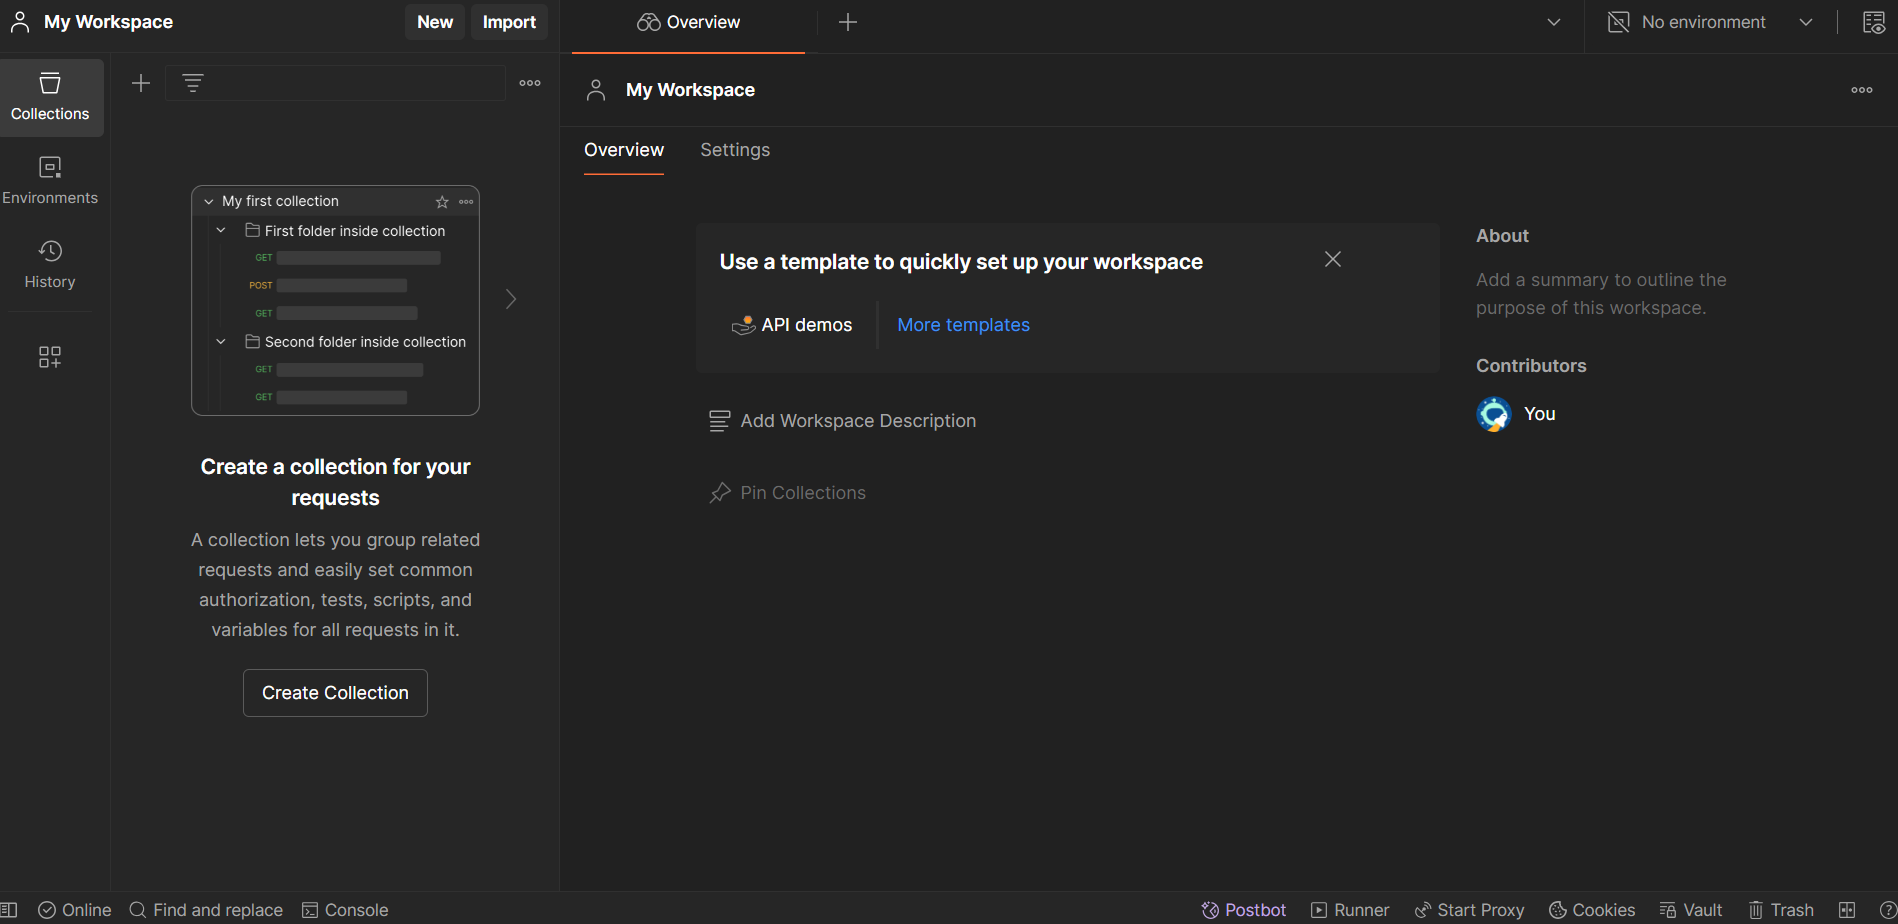 My Workspace
New
Import
Overview
No environment
Collections
Environments
History
My first collection
First folder inside collection
GET
POST
GET
Second folder inside collection
GET
GET
Create a collection for your
requests
A collection lets you group related
requests and easily set common
authorization, tests, scripts, and
variables for all requests in it.
Create Collection
My Workspace
Overview
Settings
Use a template to quickly set up your workspace
API demos
More templates
Add Workspace Description
Pin Collections
About
Add a summary to outline the
purpose of this workspace.
Contributors
You
Online
Find and replace
Console
Postbot
Runner
Start Proxy
Cookies
Vault
Trash